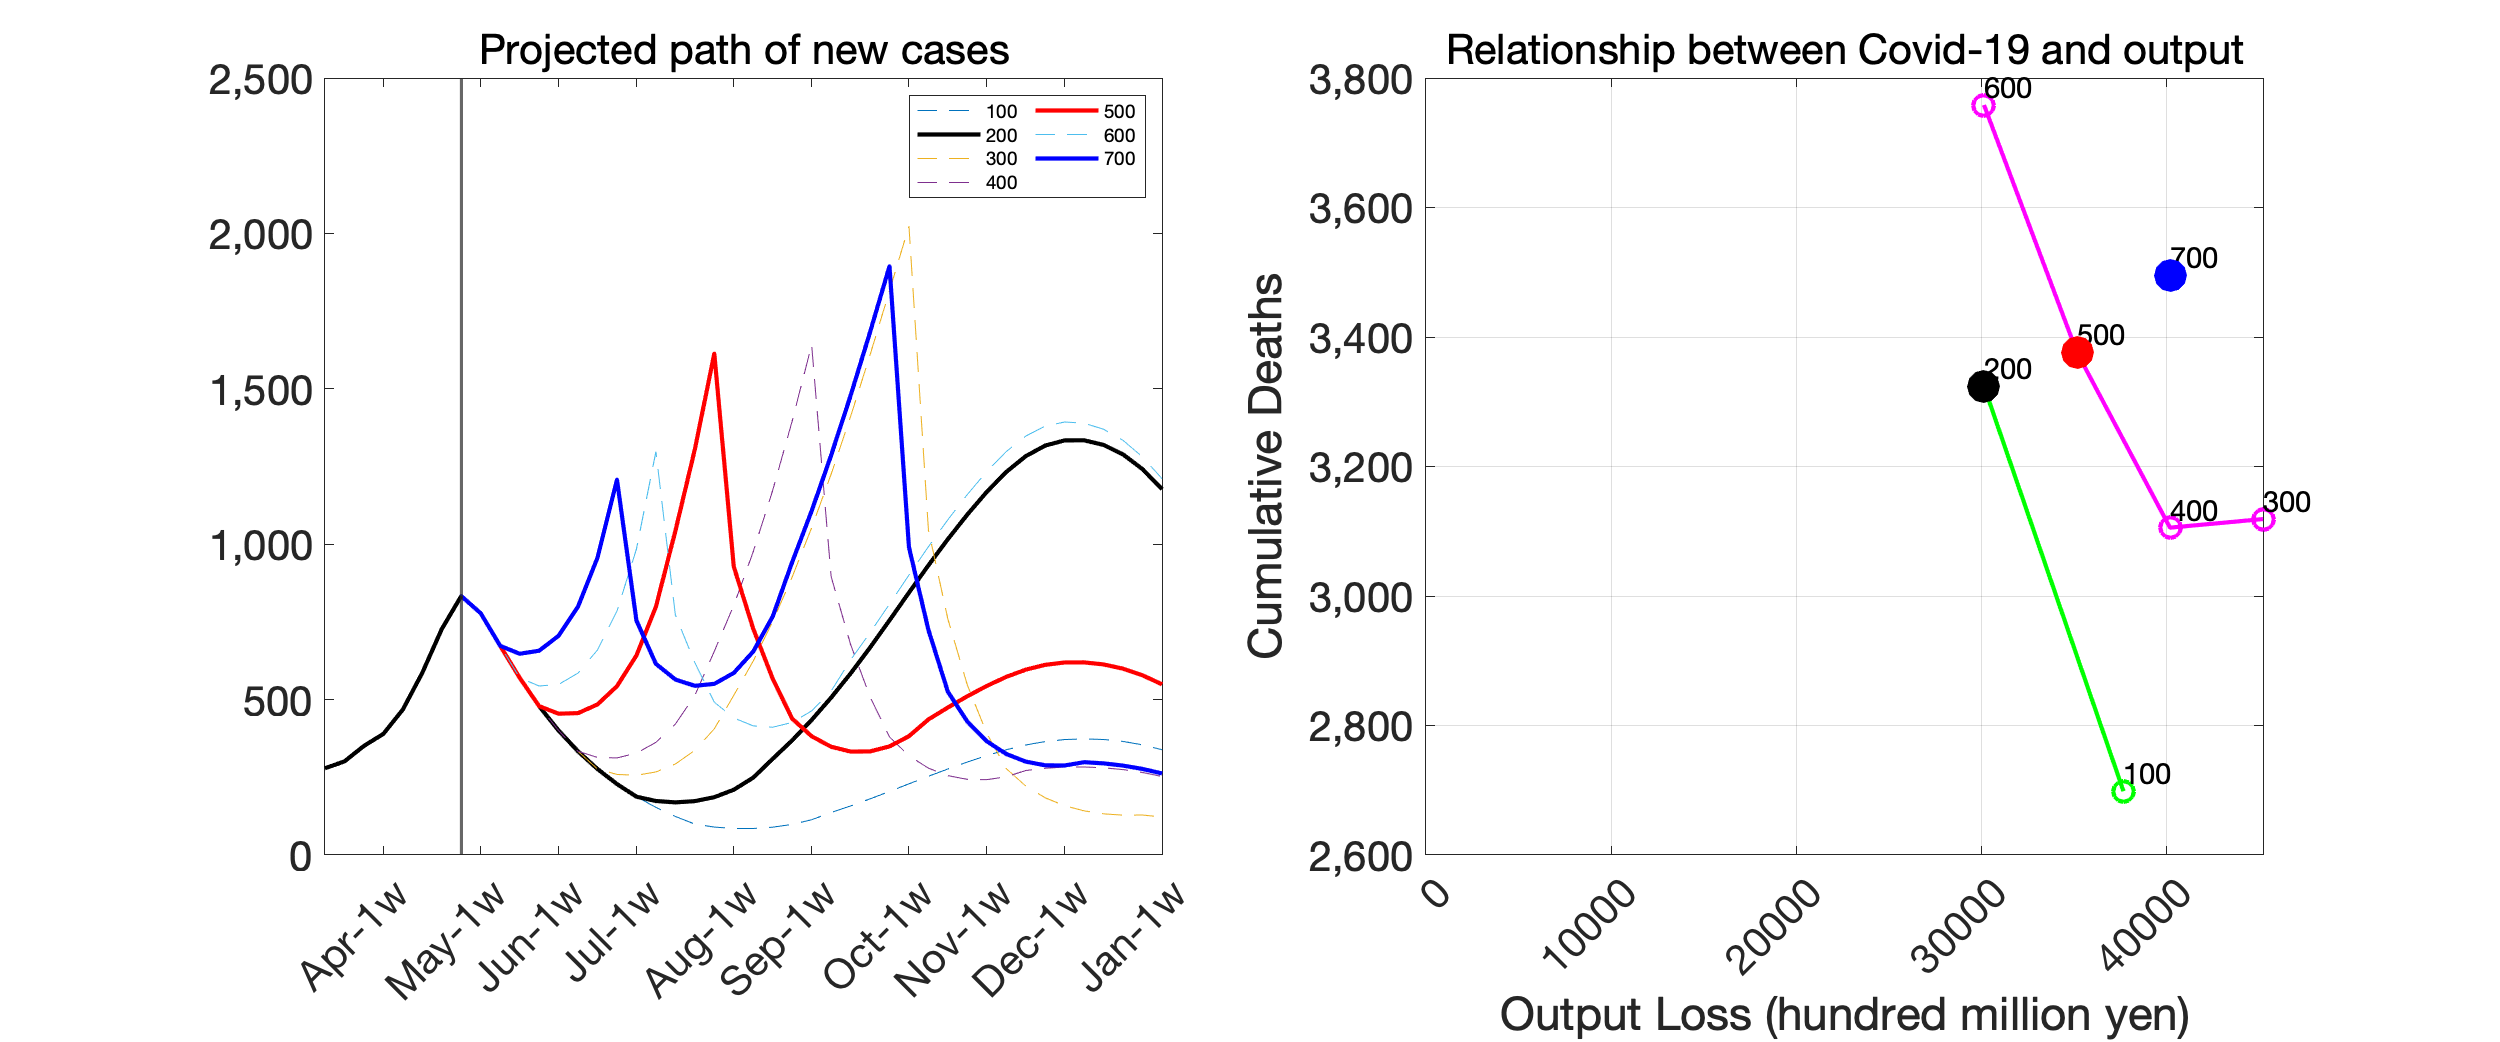 Projected path of new cases
2,500
2,000
1,500
1,000
500
0
100
200
300
400
500
600
700
Apr-1w
May-1w
Jun-1w
Jul-1w
Aug-1w
Sep-1w
Oct-1w
Nov-1w
Dec-1w
Jan-1w
Relationship between Covid-19 and output
Cumulative Deaths
3,800
3,600
3,400
3,200
3,000
2,800
2,600
600
700
500
200
400
300
100
0
10000
20000
30000
40000
Output Loss (hundred million yen)